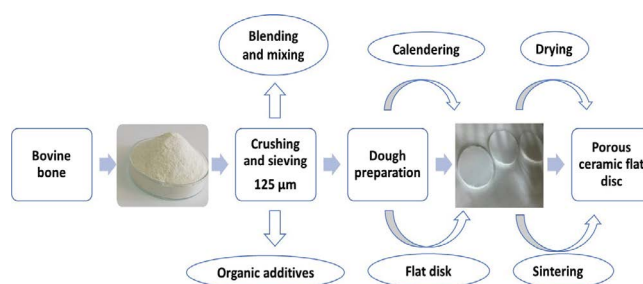 Blending
and mixing
Calendering
Drying
Bovine
bone
Crushing
and sieving
125 µm
Dough
preparation
Porous
ceramic flat
disc
Organic additives
Flat disk
Sintering